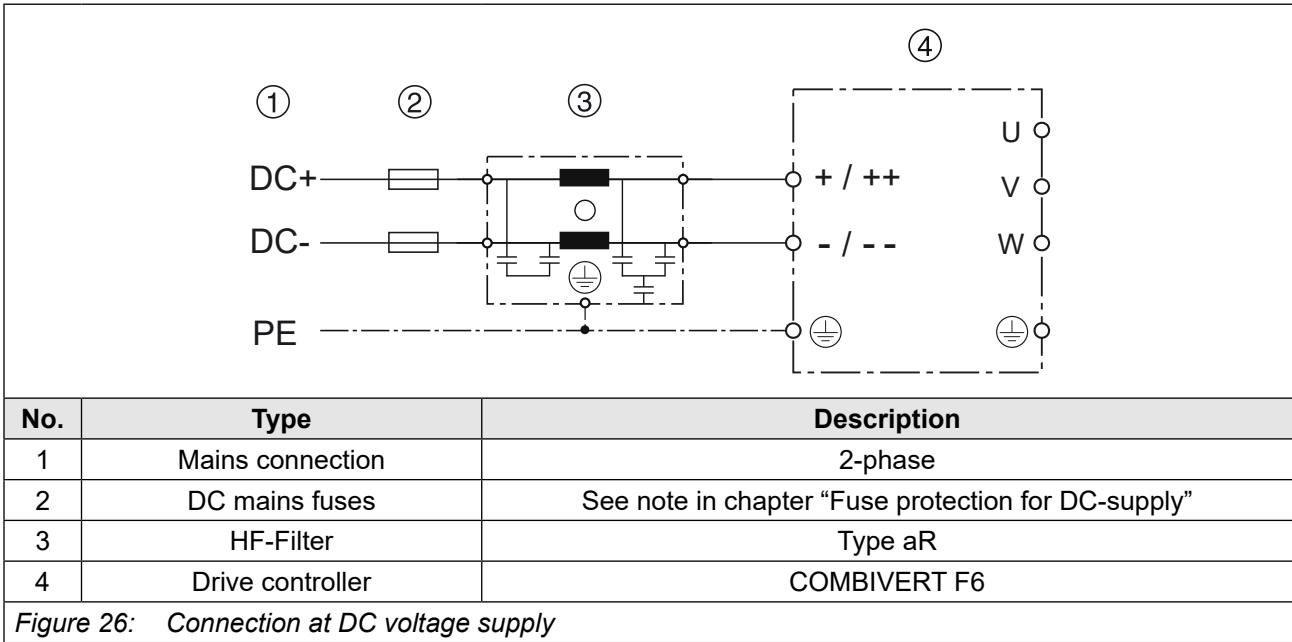 ① ② ③ ④
DC+
DC-
PE
+ / ++
- / - -
U
V
W
No. Type Description
1 Mains connection 2-phase
2 DC mains fuses See note in chapter “Fuse protection for DC-supply”
3 HF-Filter Type aR
4 Drive controller COMBIVERT F6
Figure 26: Connection at DC voltage supply